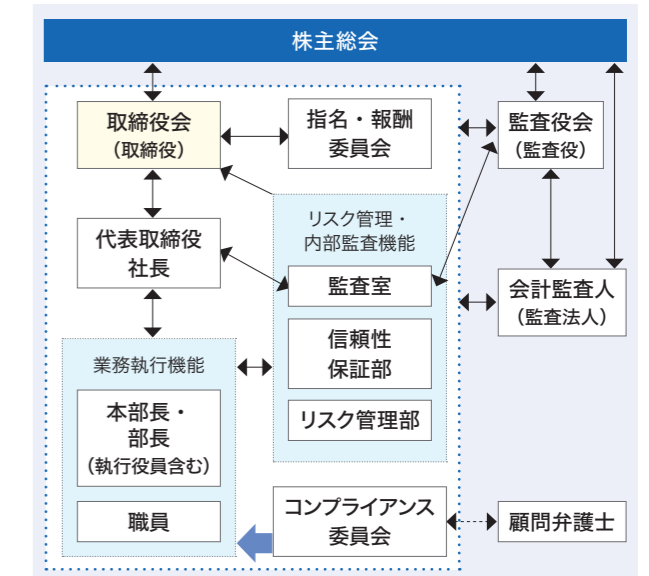 株主総会
取締役会
（取締役）
指名・報酬
委員会
監査役会
（監査役）
代表取締役
社長
リスク管理・
内部監査機能
監査室
信頼性
保証部
リスク管理部
会計監査人
（監査法人）
業務執行機能
本部長・
部長
（執行役員含む）
職員
コンプライアンス
委員会
顧問弁護士